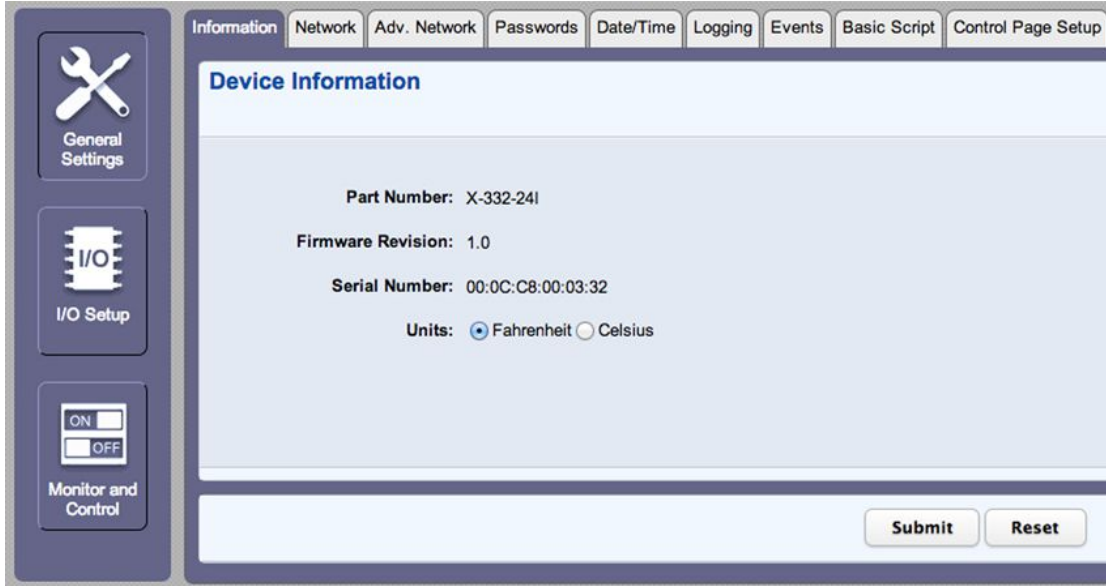 Information Network Adv. Network Passwords Date/Time Logging Events Basic Script Control Page Setup
General
Settings
I/O
I/O Setup
ON
OFF
Monitor and
Control
Device Information
Part Number: X-332-24I
Firmware Revision: 1.0
Serial Number: 00:0C:C8:00:03:32
Units: Fahrenheit Celsius
Submit Reset